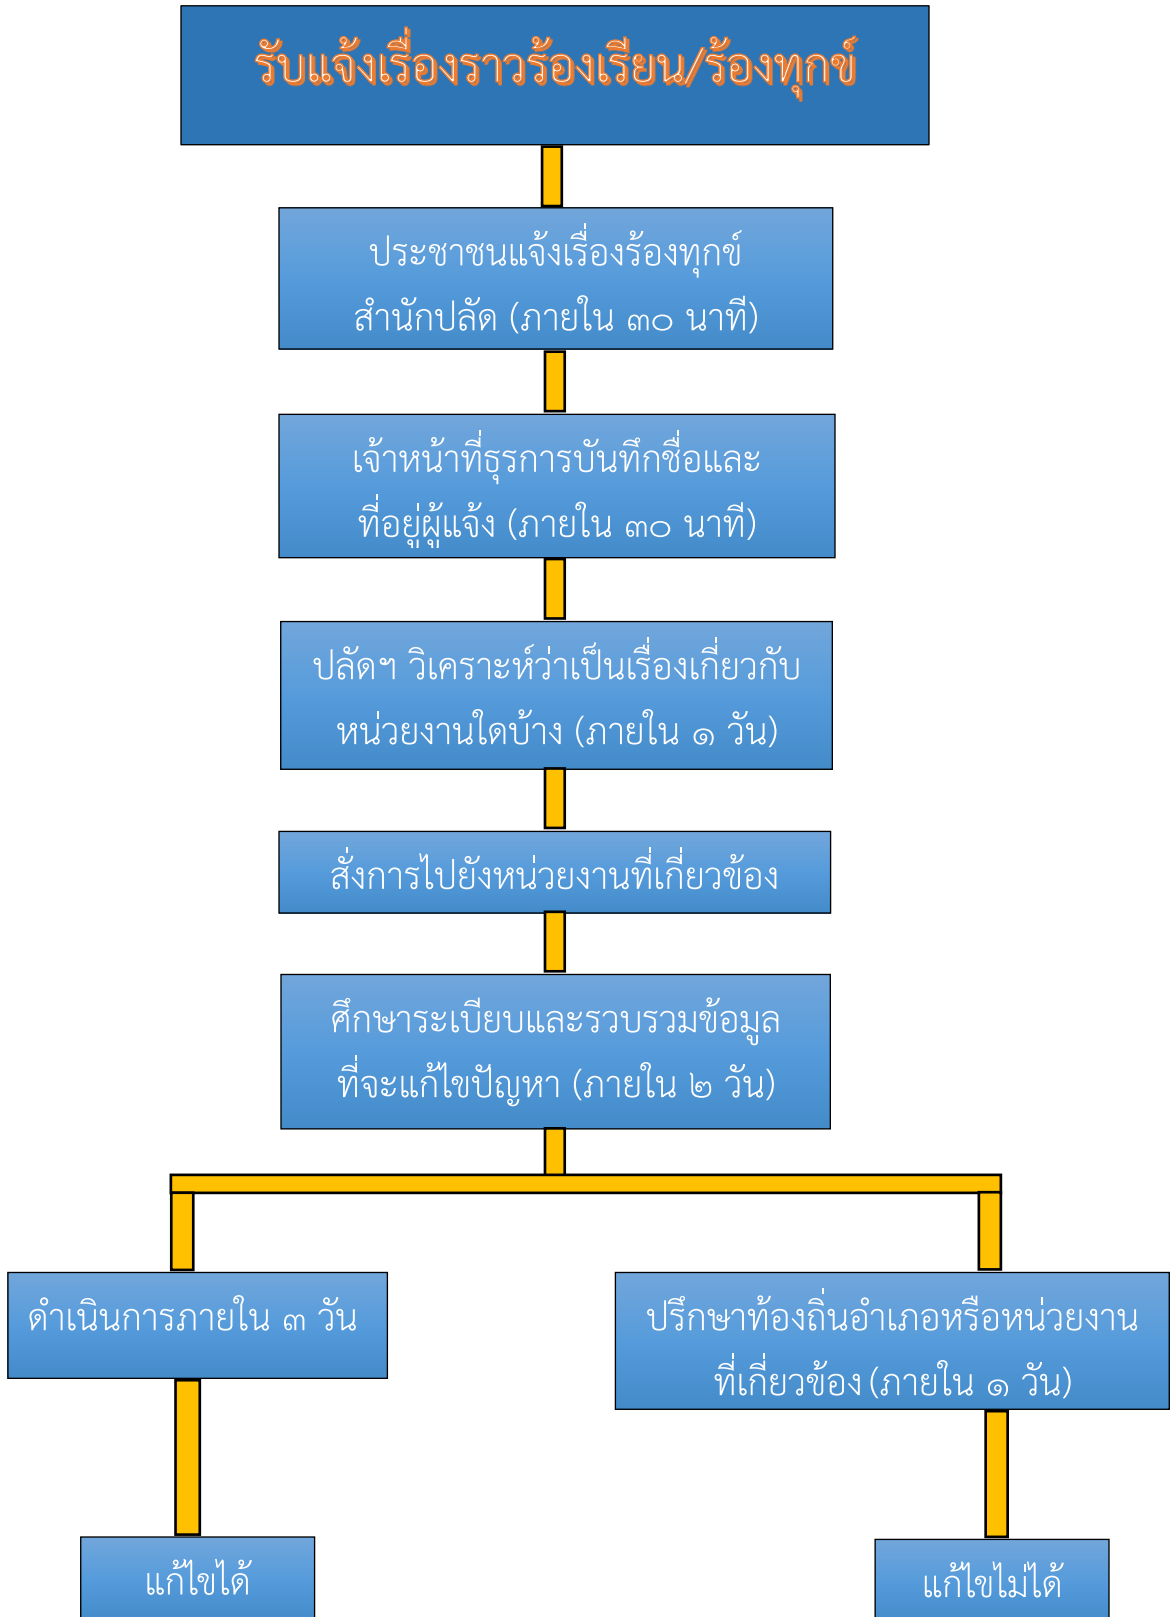 รับแจ้งเรื่องราวร้องเรียน/ร้องทุกข์
ประชาชนแจ้งเรื่องร้องทุกข์
สำนักปลัด (ภายใน ๓๐ นาที)
เจ้าหน้าที่ธุรการบันทึกชื่อและ
ที่อยู่ผู้แจ้ง (ภายใน ๓๐ นาที)
ปลัดฯ วิเคราะห์ว่าเป็นเรื่องเกี่ยวกับ
หน่วยงานใดบ้าง (ภายใน ๑ วัน)
สั่งการไปยังหน่วยงานที่เกี่ยวข้อง
ศึกษาระเบียบและรวบรวมข้อมูล
ที่จะแก้ไขปัญหา (ภายใน ๒ วัน)
ดำเนินการภายใน ๓ วัน
ปรึกษาท้องถิ่นอำเภอหรือหน่วยงาน
ที่เกี่ยวข้อง (ภายใน ๑ วัน)
แก้ไขได้
แก้ไขไม่ได้